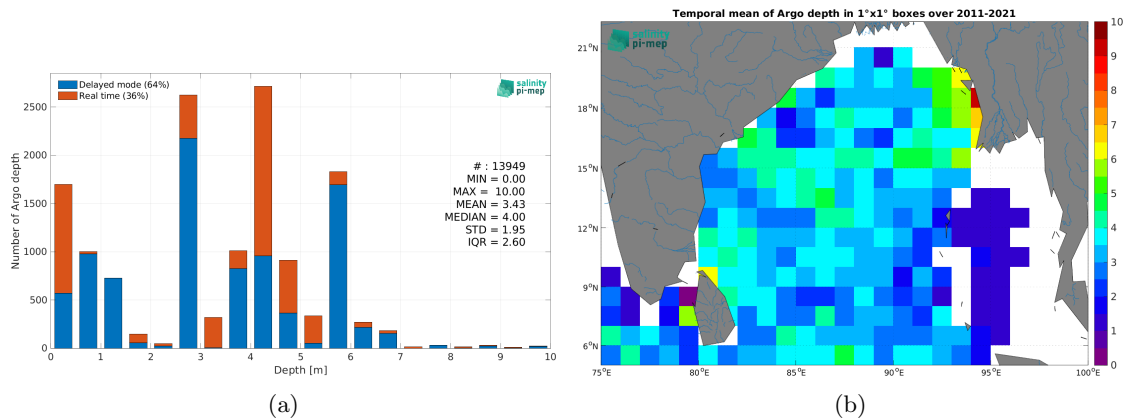 Delayed mode (64%)
Real time (36%)
salinity
pi-mep
Number of Argo depth
2500
2000
1500
1000
500
0
# : 13949
MIN = 0.00
MAX = 10.00
MEAN = 3.43
MEDIAN = 4.00
STD = 1.95
IQR = 2.60
0 1 2 3 4 5 6 7 8 9 10
Depth [m]
(a)
Temporal mean of Argo depth in 1°x1° boxes over 2011-2021
salinity
pi-mep
21°N
18°N
15°N
12°N
9°N
6°N
75°E 80°E 85°E 90°E 95°E 100°E
10
9
8
7
6
5
4
3
2
1
0
(b)